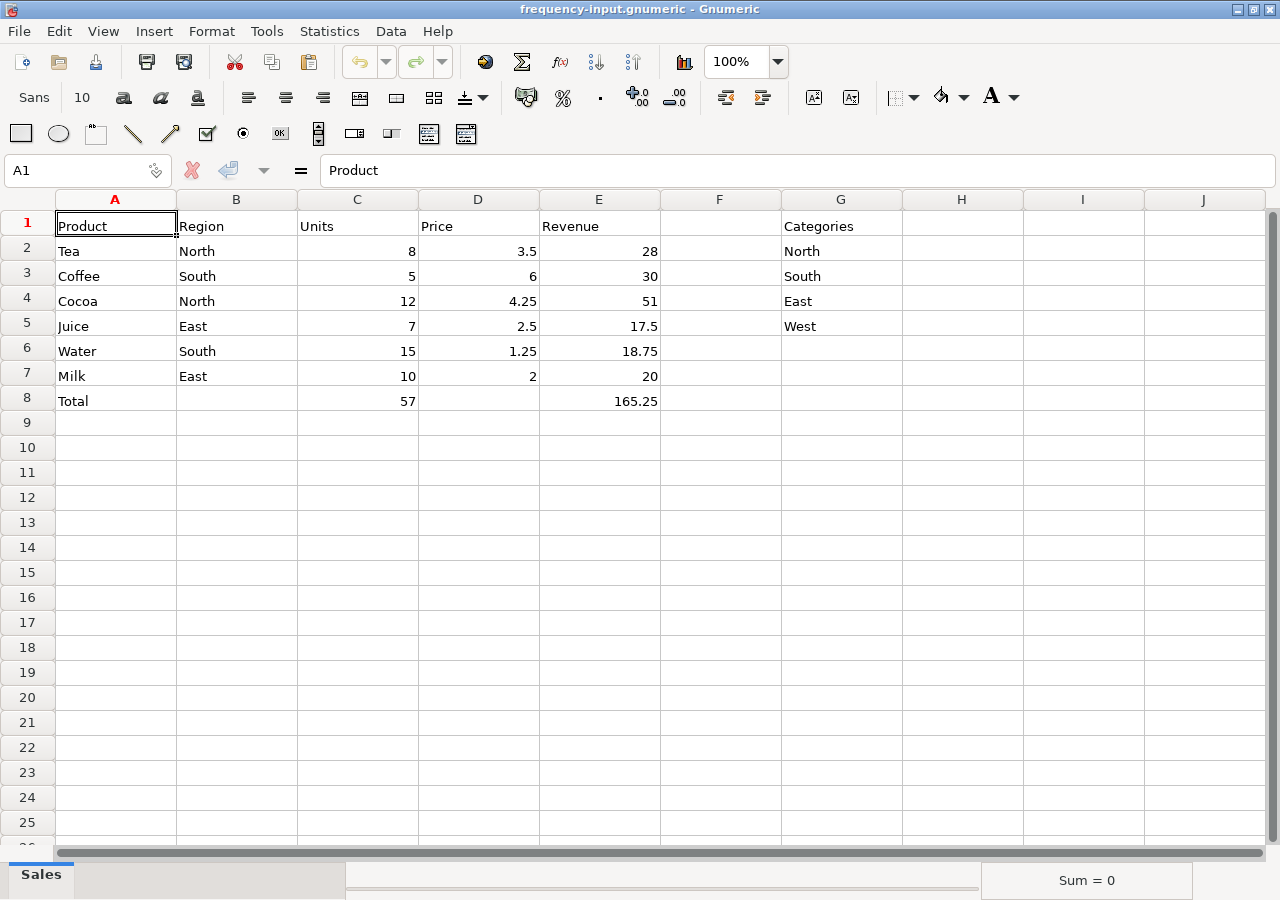 frequency-input.gnumeric - Gnumeric
File Edit View Insert Format Tools Statistics Data Help
100%
Sans 10
A1 Product
A B C D E F G H I J
1 Product Region Units Price Revenue Categories
2 Tea North 8 3.5 28 North
3 Coffee South 5 6 30 South
4 Cocoa North 12 4.25 51 East
5 Juice East 7 2.5 17.5 West
6 Water South 15 1.25 18.75
7 Milk East 10 2 20
8 Total 57 165.25
9
10
11
12
13
14
15
16
17
18
19
20
21
22
23
24
25
Sales Sum = 0